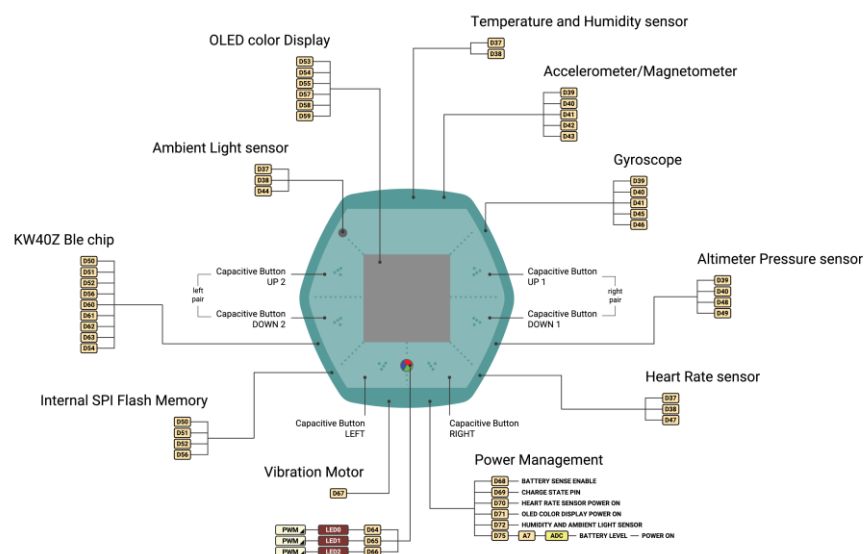 Temperature and Humidity sensor
D37
D38
OLED color Display
D53
D54
D55
D57
D58
D59
Accelerometer/Magnetometer
D39
D40
D41
D42
D43
Ambient Light sensor
D37
D38
D44
Gyroscope
D39
D40
D41
D45
D46
KW40Z Ble chip
D50
D51
D52
D56
D60
D61
D62
D63
D54
left
pair
Capacitive Button
UP 2
Capacitive Button
DOWN 2
Capacitive Button
UP 1
Capacitive Button
DOWN 1
right
pair
Altimeter Pressure sensor
D39
D40
D48
D49
Internal SPI Flash Memory
D50
D51
D52
D56
Capacitive Button
LEFT
Capacitive Button
RIGHT
Heart Rate sensor
D37
D38
D47
Vibration Motor
D67
PWM LED0 D64
PWM LED1 D65
PWM LED2 D66
Power Management
D68 BATTERY SENSE ENABLE
D69 CHARGE STATE PIN
D70 HEART RATE SENSOR POWER ON
D71 OLED COLOR DISPLAY POWER ON
D72 HUMIDITY AND AMBIENT LIGHT SENSOR
D75 A7 ADC BATTERY LEVEL — POWER ON